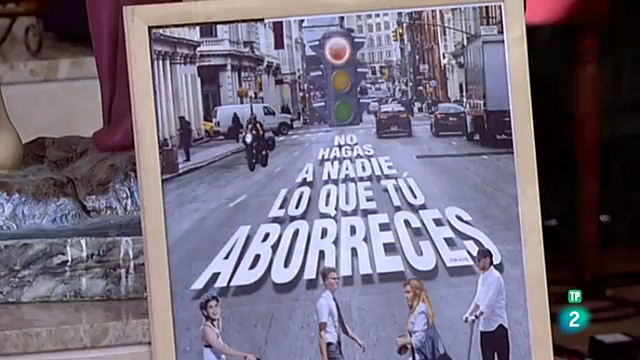 NO
HAGAS
A NADIE
LO QUE TÚ
ABORRECES
TP
2